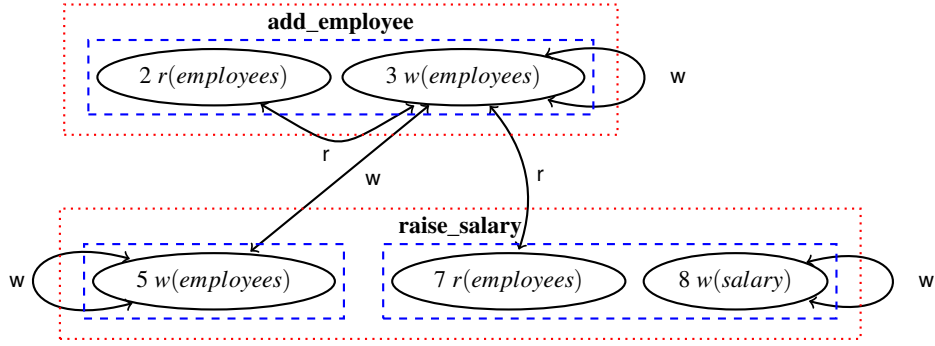 add_employee
2 r(employees) 3 w(employees) w
r
w
r
raise_salary
w 5 w(employees) 7 r(employees) 8 w(salary) w